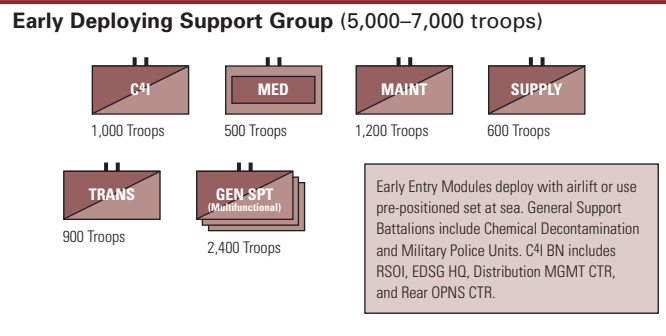 Early Deploying Support Group (5,000–7,000 troops)
C4I
MED
MAINT
SUPPLY
1,000 Troops
500 Troops
1,200 Troops
600 Troops
TRANS
GEN SPT
(Multifunctional)
900 Troops
2,400 Troops
Early Entry Modules deploy with airlift or use
pre-positioned set at sea. General Support
Battalions include Chemical Decontamination
and Military Police Units. C4I BN includes
RSOI, EDSG HQ, Distribution MGMT CTR,
and Rear OPNS CTR.